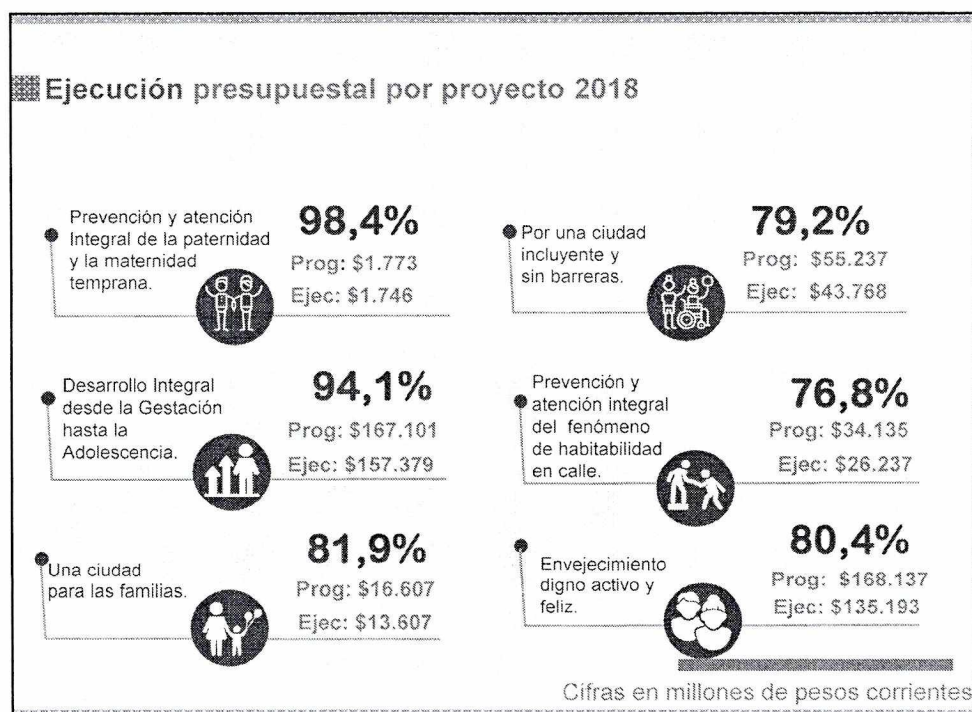 Ejecución presupuestal por proyecto 2018
Prevención y atención
Integral de la paternidad
y la maternidad
temprana.
98,4%
Prog: $1.773
Ejec: $1.746
Desarrollo Integral
desde la Gestación
hasta la
Adolescencia.
94,1%
Prog: $167.101
Ejec: $157.379
Una ciudad
para las familias.
81,9%
Prog: $16.607
Ejec: $13.607
Por una ciudad
incluyente y
sin barreras.
79,2%
Prog: $55.237
Ejec: $43.768
Prevención y
atención integral
del fenómeno
de habitabilidad
en calle.
76,8%
Prog: $34.135
Ejec: $26.237
Envejecimiento
digno activo y
feliz.
80,4%
Prog: $168.137
Ejec: $135.193
Cifras en millones de pesos corrientes